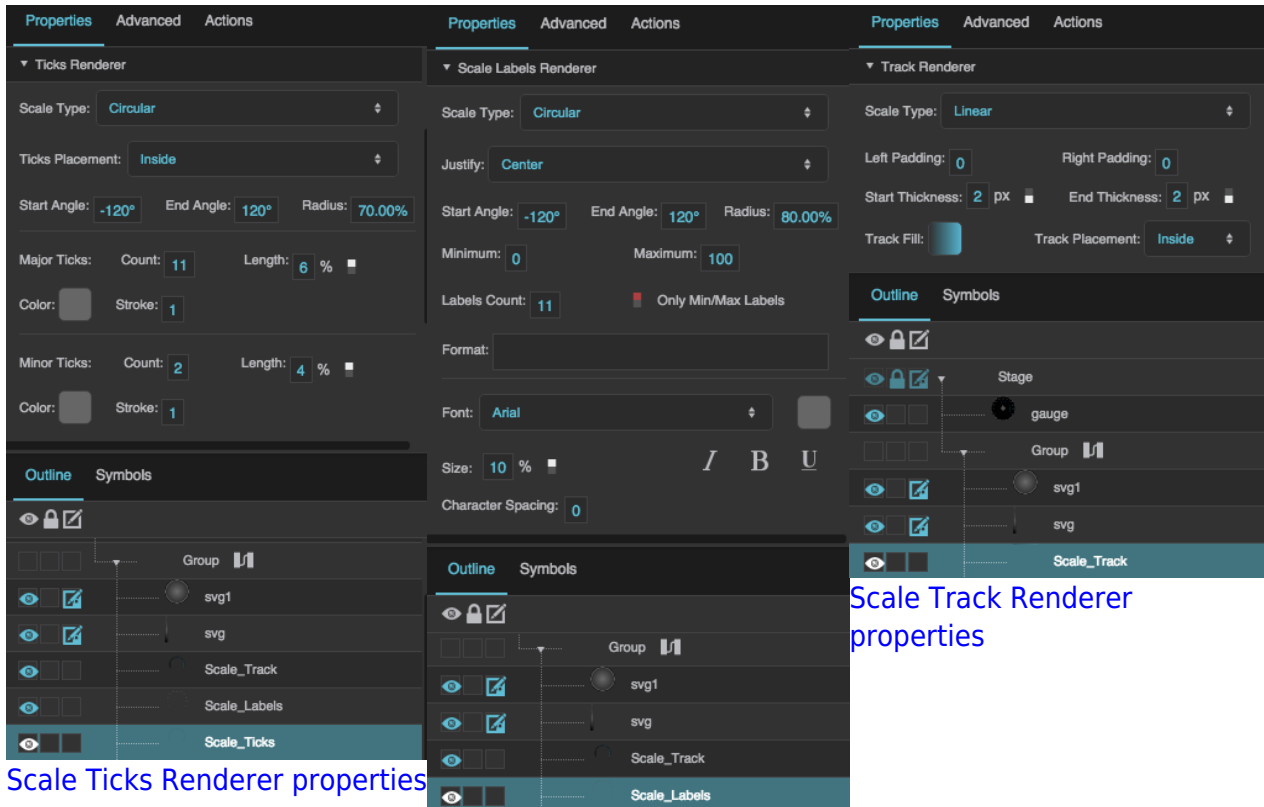 Properties Advanced Actions
Ticks Renderer
Scale Type: Circular
Ticks Placement: Inside
Start Angle: -120° End Angle: 120° Radius: 70.00%
Major Ticks: Count: 11 Length: 6 %
Color: Stroke: 1
Minor Ticks: Count: 2 Length: 4 %
Color: Stroke: 1
Outline Symbols
Group
svg1
svg
Scale_Track
Scale_Labels
Scale_Ticks
Scale Ticks Renderer properties
Properties Advanced Actions
Scale Labels Renderer
Scale Type: Circular
Justify: Center
Start Angle: -120° End Angle: 120° Radius: 80.00%
Minimum: 0 Maximum: 100
Labels Count: 11 Only Min/Max Labels
Format:
Font: Arial
Size: 10 % I B U
Character Spacing: 0
Outline Symbols
Group
svg1
svg
Scale_Track
Scale_Labels
Properties Advanced Actions
Track Renderer
Scale Type: Linear
Left Padding: 0 Right Padding: 0
Start Thickness: 2 px End Thickness: 2 px
Track Fill: Track Placement: Inside
Outline Symbols
Stage
gauge
Group
svg1
svg
Scale_Track
Scale Track Renderer
properties